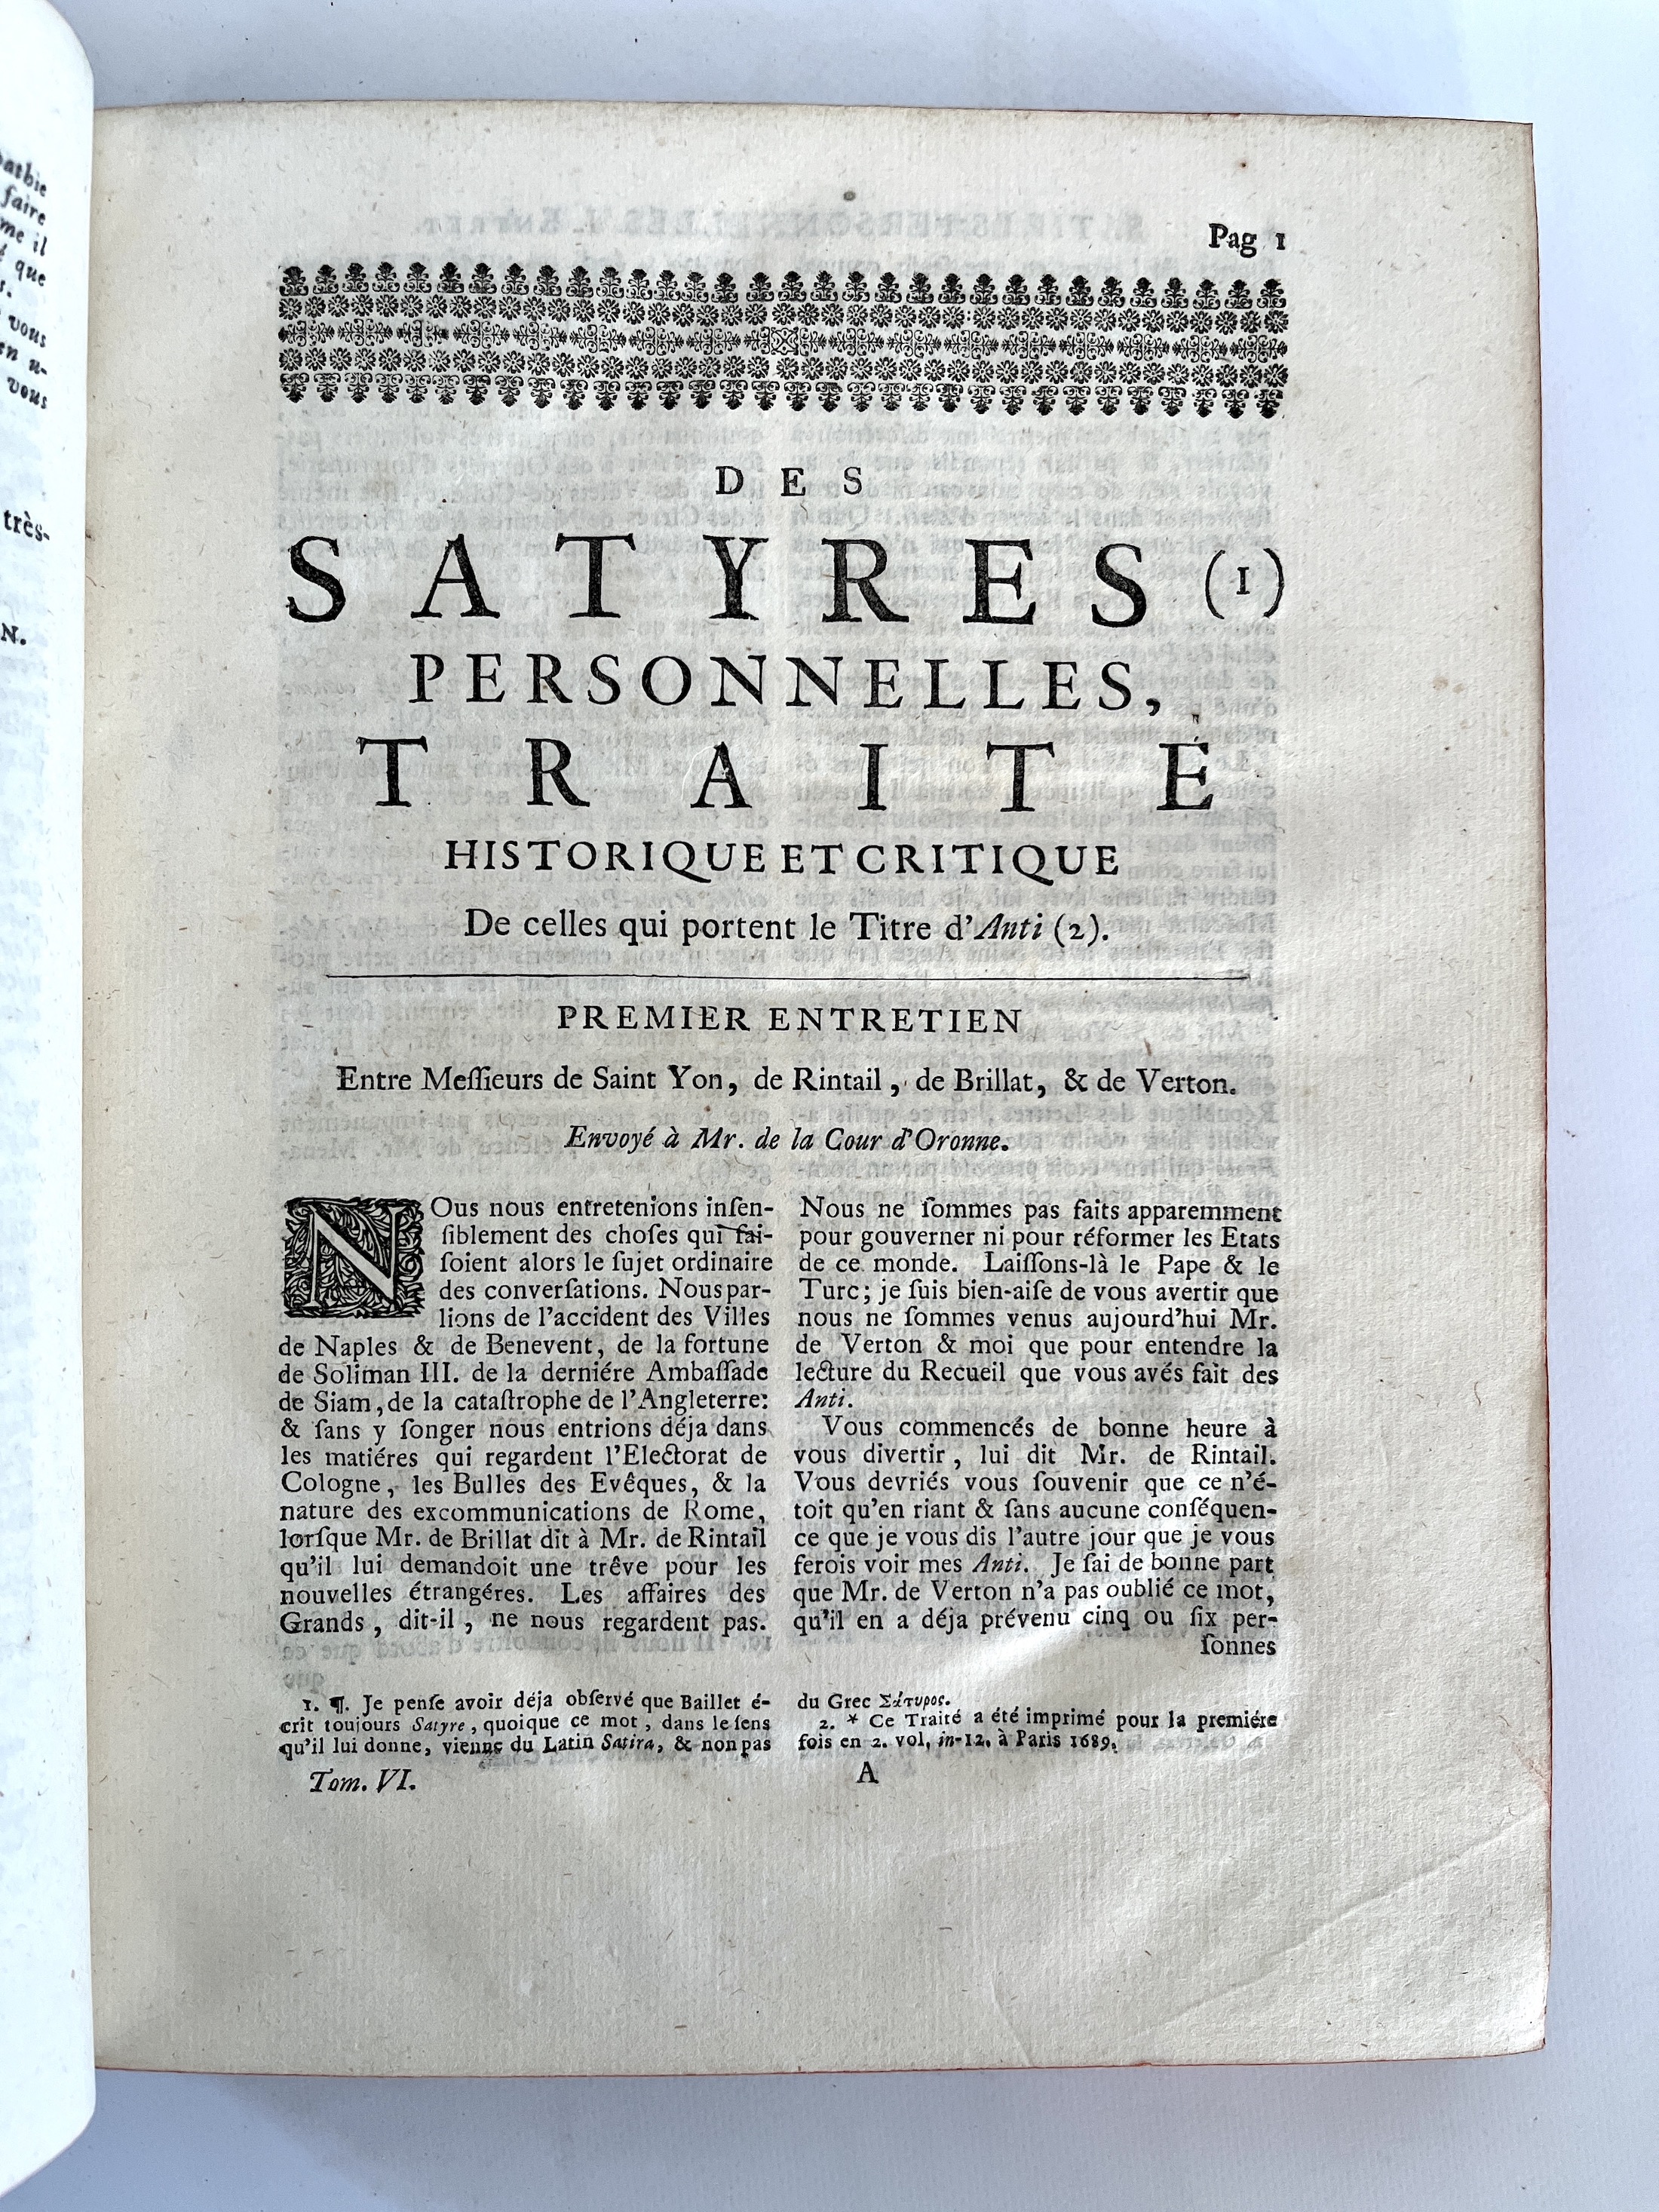 athie
faire
me il
que
s.
vous
en u-
vous
très-
N.
Pag 1
DES
SATYRES (1)
PERSONNELLES,
TRAITÉ
HISTORIQUE ET CRITIQUE
De celles qui portent le Titre d'Anti (2).
PREMIER ENTRETIEN
Entre Meſſieurs de Saint Yon, de Rintail, de Brillat, & de Verton.
Envoyé à Mr. de la Cour d'Oronne.
NOus nous entretenions inſen-
ſiblement des choſes qui fai-
ſoient alors le ſujet ordinaire
des converſations. Nous par-
lions de l'accident des Villes
de Naples & de Benevent, de la fortune
de Soliman III. de la derniére Ambaſſade
de Siam, de la cataſtrophe de l'Angleterre:
& ſans y ſonger nous entrions déja dans
les matiéres qui regardent l'Electorat de
Cologne, les Bulles des Evêques, & la
nature des excommunications de Rome,
lorſque Mr. de Brillat dit à Mr. de Rintail
qu'il lui demandoit une trêve pour les
nouvelles étrangéres. Les affaires des
Grands, dit-il, ne nous regardent pas.
Nous ne ſommes pas faits apparemment
pour gouverner ni pour réformer les Etats
de ce monde. Laiſſons-là le Pape & le
Turc; je ſuis bien-aiſe de vous avertir que
nous ne ſommes venus aujourd'hui Mr.
de Verton & moi que pour entendre la
lecture du Recueil que vous avés fait des
Anti.
Vous commencés de bonne heure à
vous divertir, lui dit Mr. de Rintail.
Vous devriés vous ſouvenir que ce n'é-
toit qu'en riant & ſans aucune conſéquen-
ce que je vous dis l'autre jour que je vous
ferois voir mes Anti. Je ſai de bonne part
que Mr. de Verton n'a pas oublié ce mot,
qu'il en a déja prévenu cinq ou ſix per-
ſonnes
1. ¶. Je penſe avoir déja obſervé que Baillet é-
crit toujours Satyre, quoique ce mot, dans le ſens
qu'il lui donne, vienne du Latin Satira, & non pas
du Grec Σάτυρος.
2. * Ce Traité a été imprimé pour la premiére
fois en 2. vol, in-12. à Paris 1689.
Tom. VI.
A